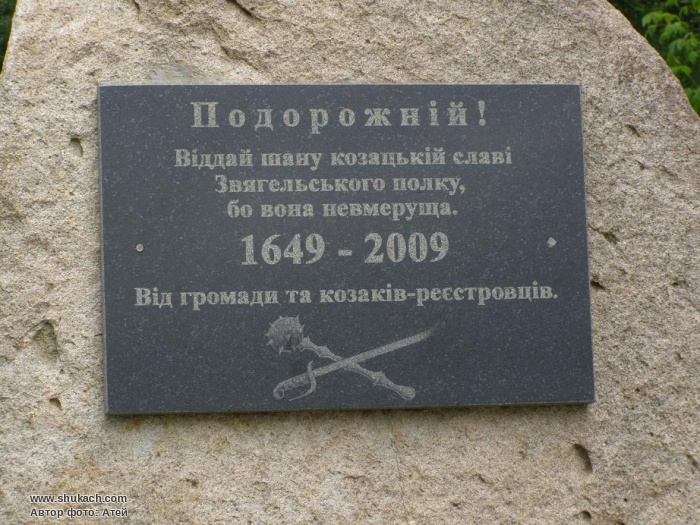 Подорожній!
Віддай шану козацькій славі
Звягельського полку,
бо вона невмеруща.
1649 - 2009
Від громади та козаків-реєстровців.
www.shukach.com
Автор фото: Атей